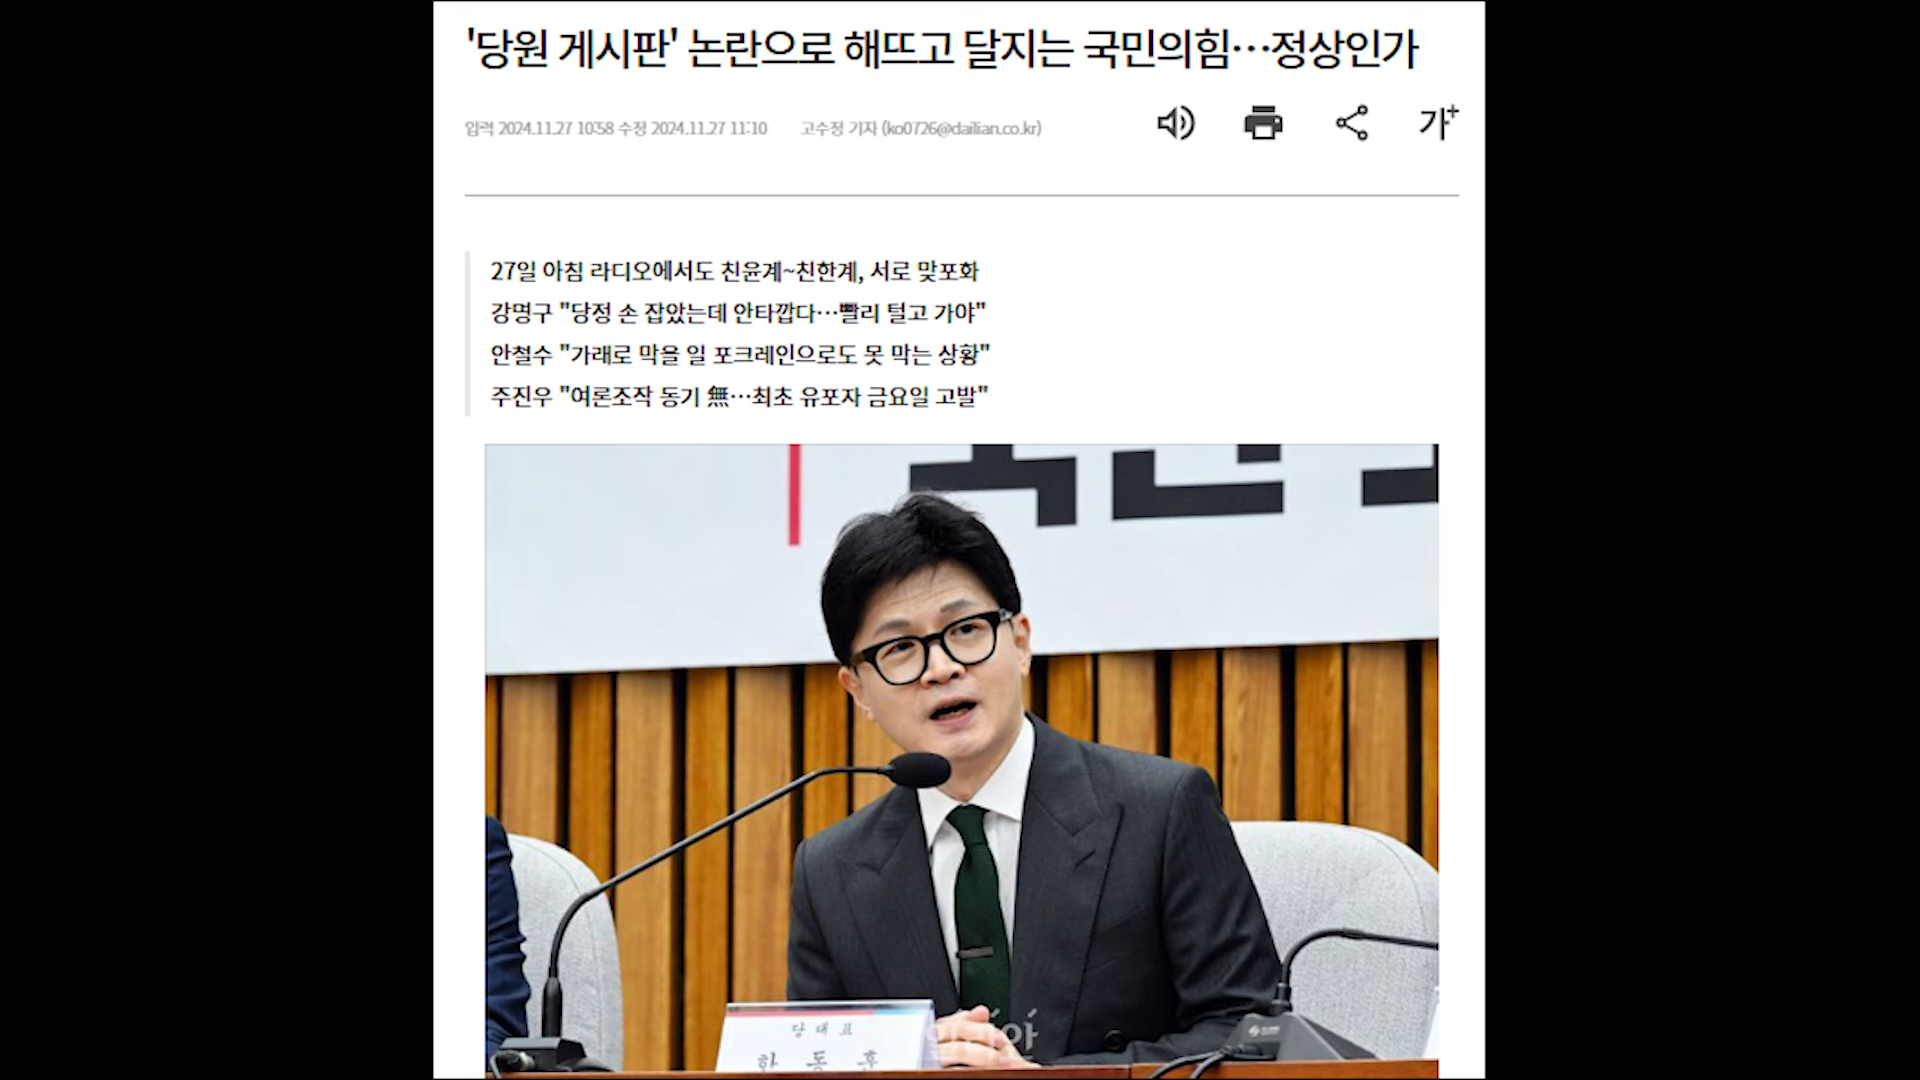 '당원 게시판' 논란으로 해뜨고 달지는 국민의힘…정상인가
입력 2024.11.27 10:58 수정 2024.11.27 11:10 고수정 기자 (ko0726@dailian.co.kr)
가+
27일 아침 라디오에서도 친윤계~친한계, 서로 맞포화
강명구 "당정 손 잡았는데 안타깝다…빨리 털고 가야"
안철수 "가래로 막을 일 포크레인으로도 못 막는 상황"
주진우 "여론조작 동기 無…최초 유포자 금요일 고발"
당대표
한 동 훈